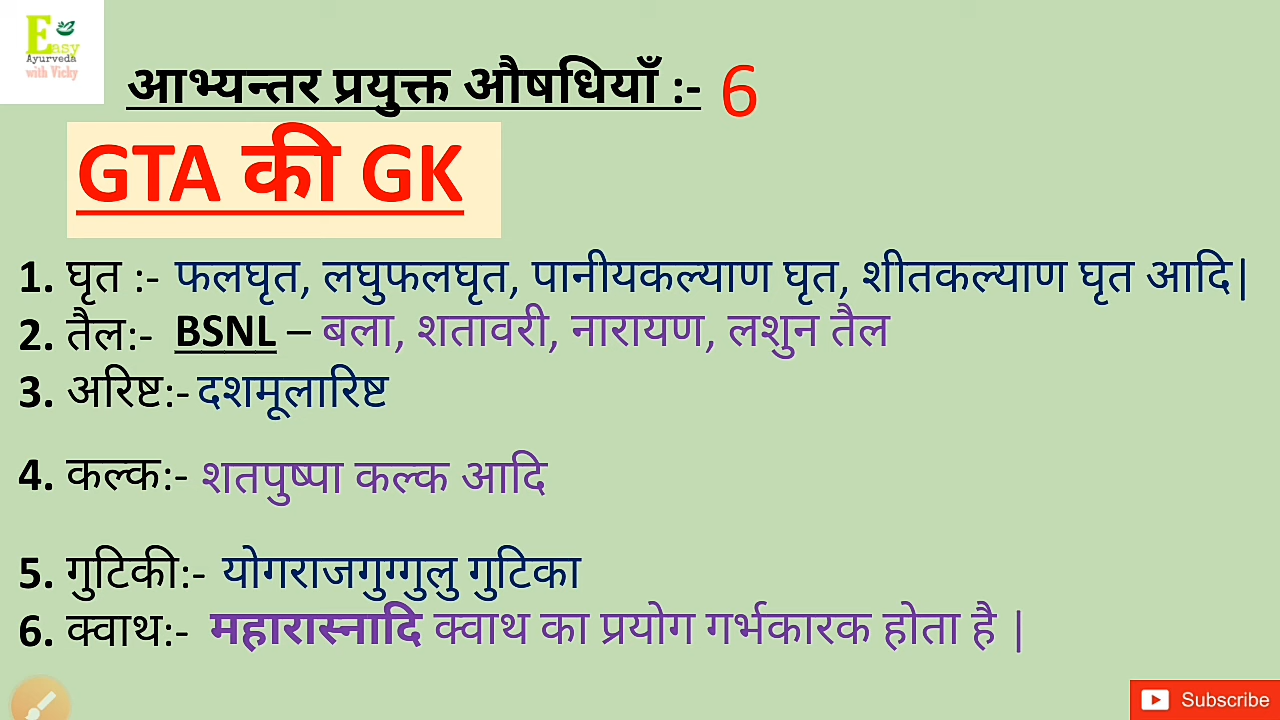 Easy
Ayurveda
with Vicky
आभ्यन्तर प्रयुक्त औषधियाँ :- 6
GTA की GK
1. घृत :- फलघृत, लघुफलघृत, पानीयकल्याण घृत, शीतकल्याण घृत आदि|
2. तैल:- BSNL – बला, शतावरी, नारायण, लशुन तैल
3. अरिष्ट:- दशमूलारिष्ट
4. कल्क:- शतपुष्पा कल्क आदि
5. गुटिकी:- योगराजगुग्गुलु गुटिका
6. क्वाथ:- महारास्नादि क्वाथ का प्रयोग गर्भकारक होता है |
Subscribe